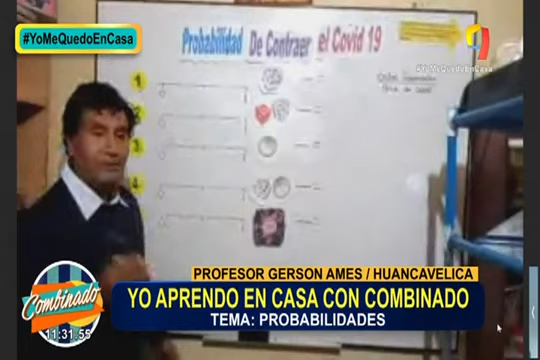 #YoMeQuedoEnCasa
Probabilidad De Contraer el Covid 19
#YoMeQuedoEnCasa
1
2
3
4
5
PROFESOR GERSON AMES / HUANCAVELICA
YO APRENDO EN CASA CON COMBINADO
TEMA: PROBABILIDADES
Combinado
11:31.55